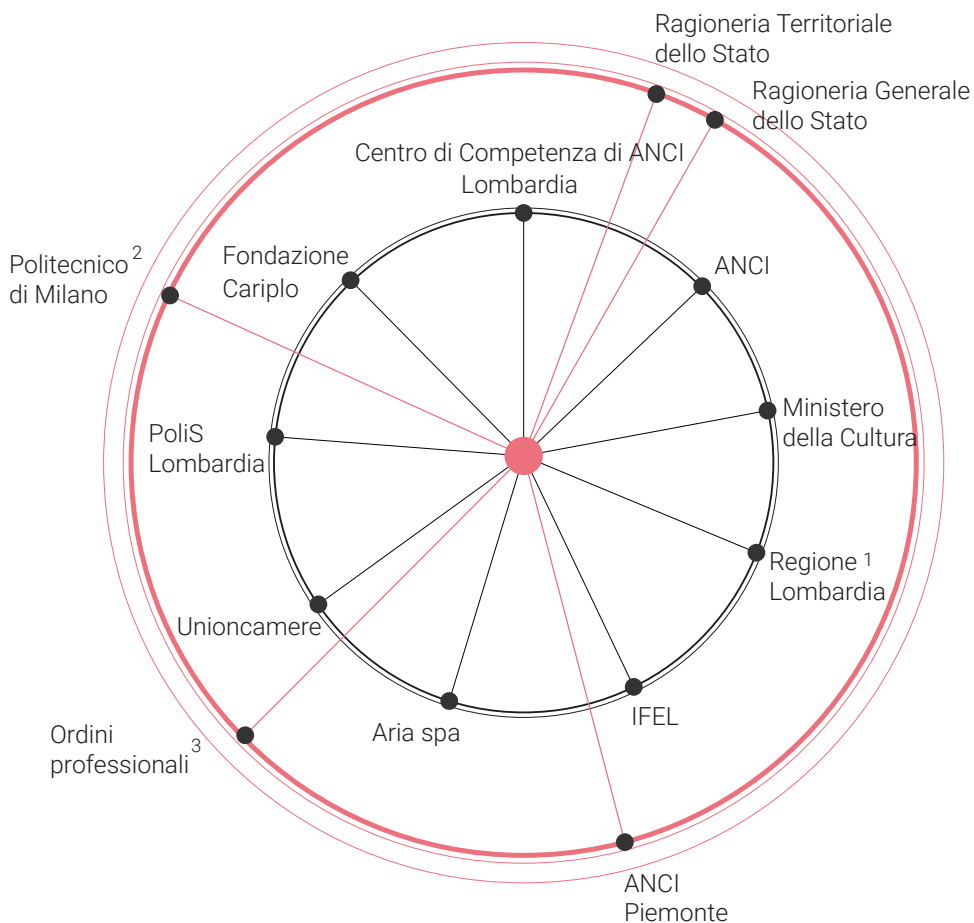 Ragioneria Territoriale
dello Stato
Ragioneria Generale
dello Stato
Centro di Competenza di ANCI
Lombardia
Fondazione
Cariplo
ANCI
Politecnico 2
di Milano
Ministero
della Cultura
PoliS
Lombardia
Regione 1
Lombardia
Unioncamere
IFEL
Aria spa
Ordini
professionali 3
ANCI
Piemonte